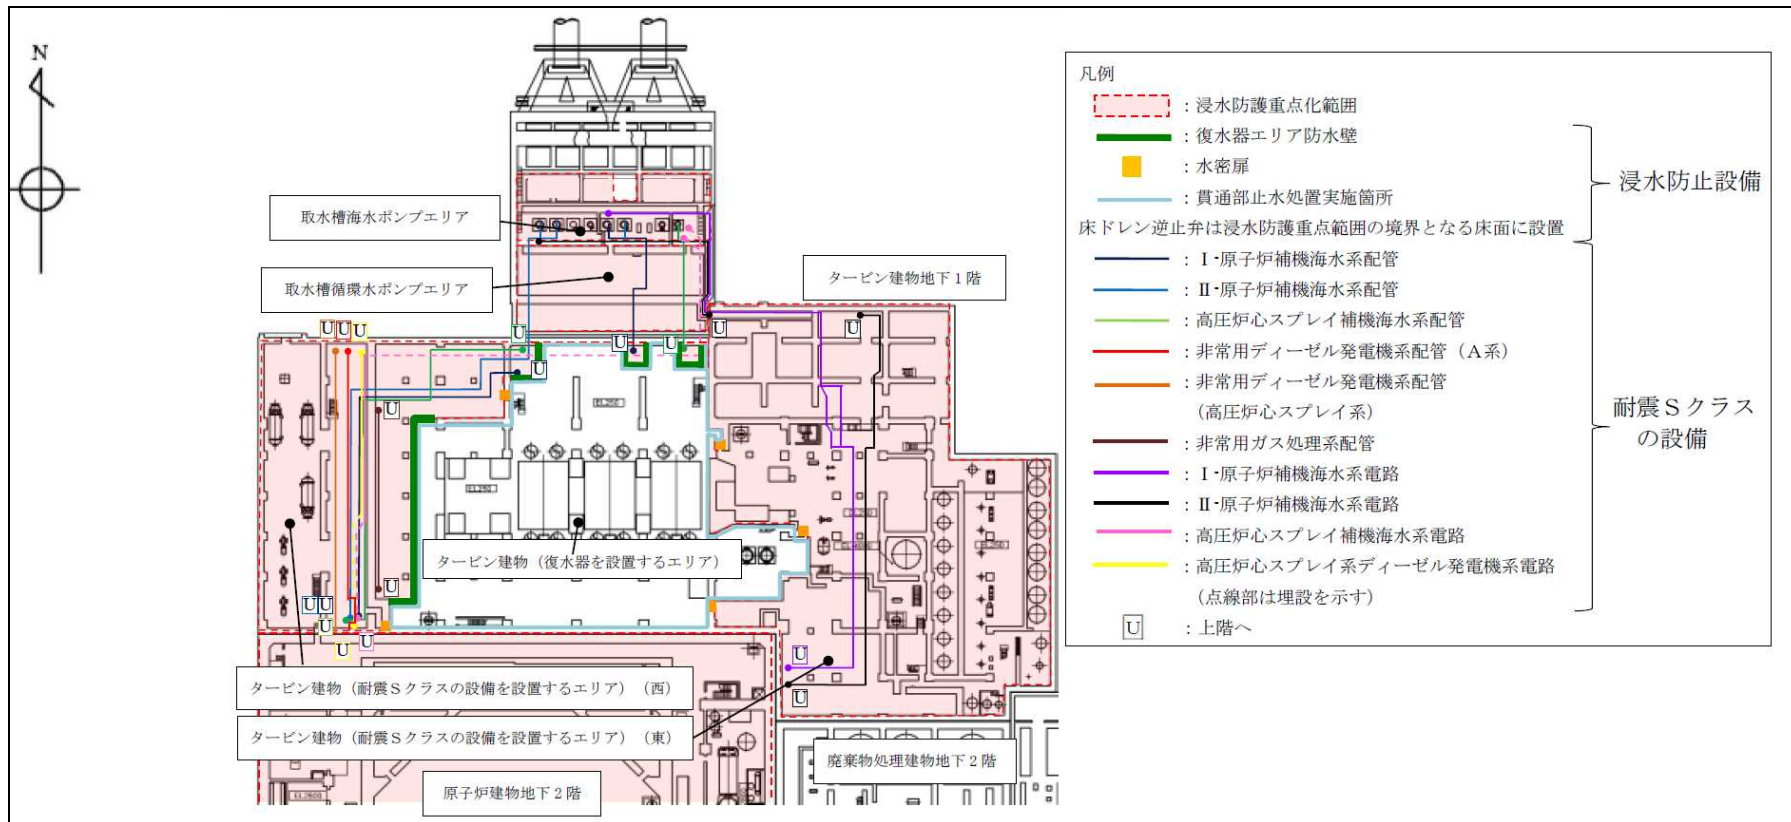 N
取水槽海水ポンプエリア
取水槽循環水ポンプエリア
タービン建物地下1階
U U U
U
U
U
U
U
U
U
U
タービン建物（復水器を設置するエリア）
U U
U
U
U
U
U
タービン建物（耐震Ｓクラスの設備を設置するエリア）（西）
タービン建物（耐震Ｓクラスの設備を設置するエリア）（東）
原子炉建物地下2階
廃棄物処理建物地下2階
凡例
：浸水防護重点化範囲
：復水器エリア防水壁
：水密扉
：貫通部止水処置実施箇所
浸水防止設備
床ドレン逆止弁は浸水防護重点範囲の境界となる床面に設置
：Ⅰ-原子炉補機海水系配管
：Ⅱ-原子炉補機海水系配管
：高圧炉心スプレイ補機海水系配管
：非常用ディーゼル発電機系配管（Ａ系）
：非常用ディーゼル発電機系配管
（高圧炉心スプレイ系）
：非常用ガス処理系配管
：Ⅰ-原子炉補機海水系電路
：Ⅱ-原子炉補機海水系電路
：高圧炉心スプレイ補機海水系電路
：高圧炉心スプレイ系ディーゼル発電機系電路
（点線部は埋設を示す）
耐震Ｓクラス
の設備
U ：上階へ